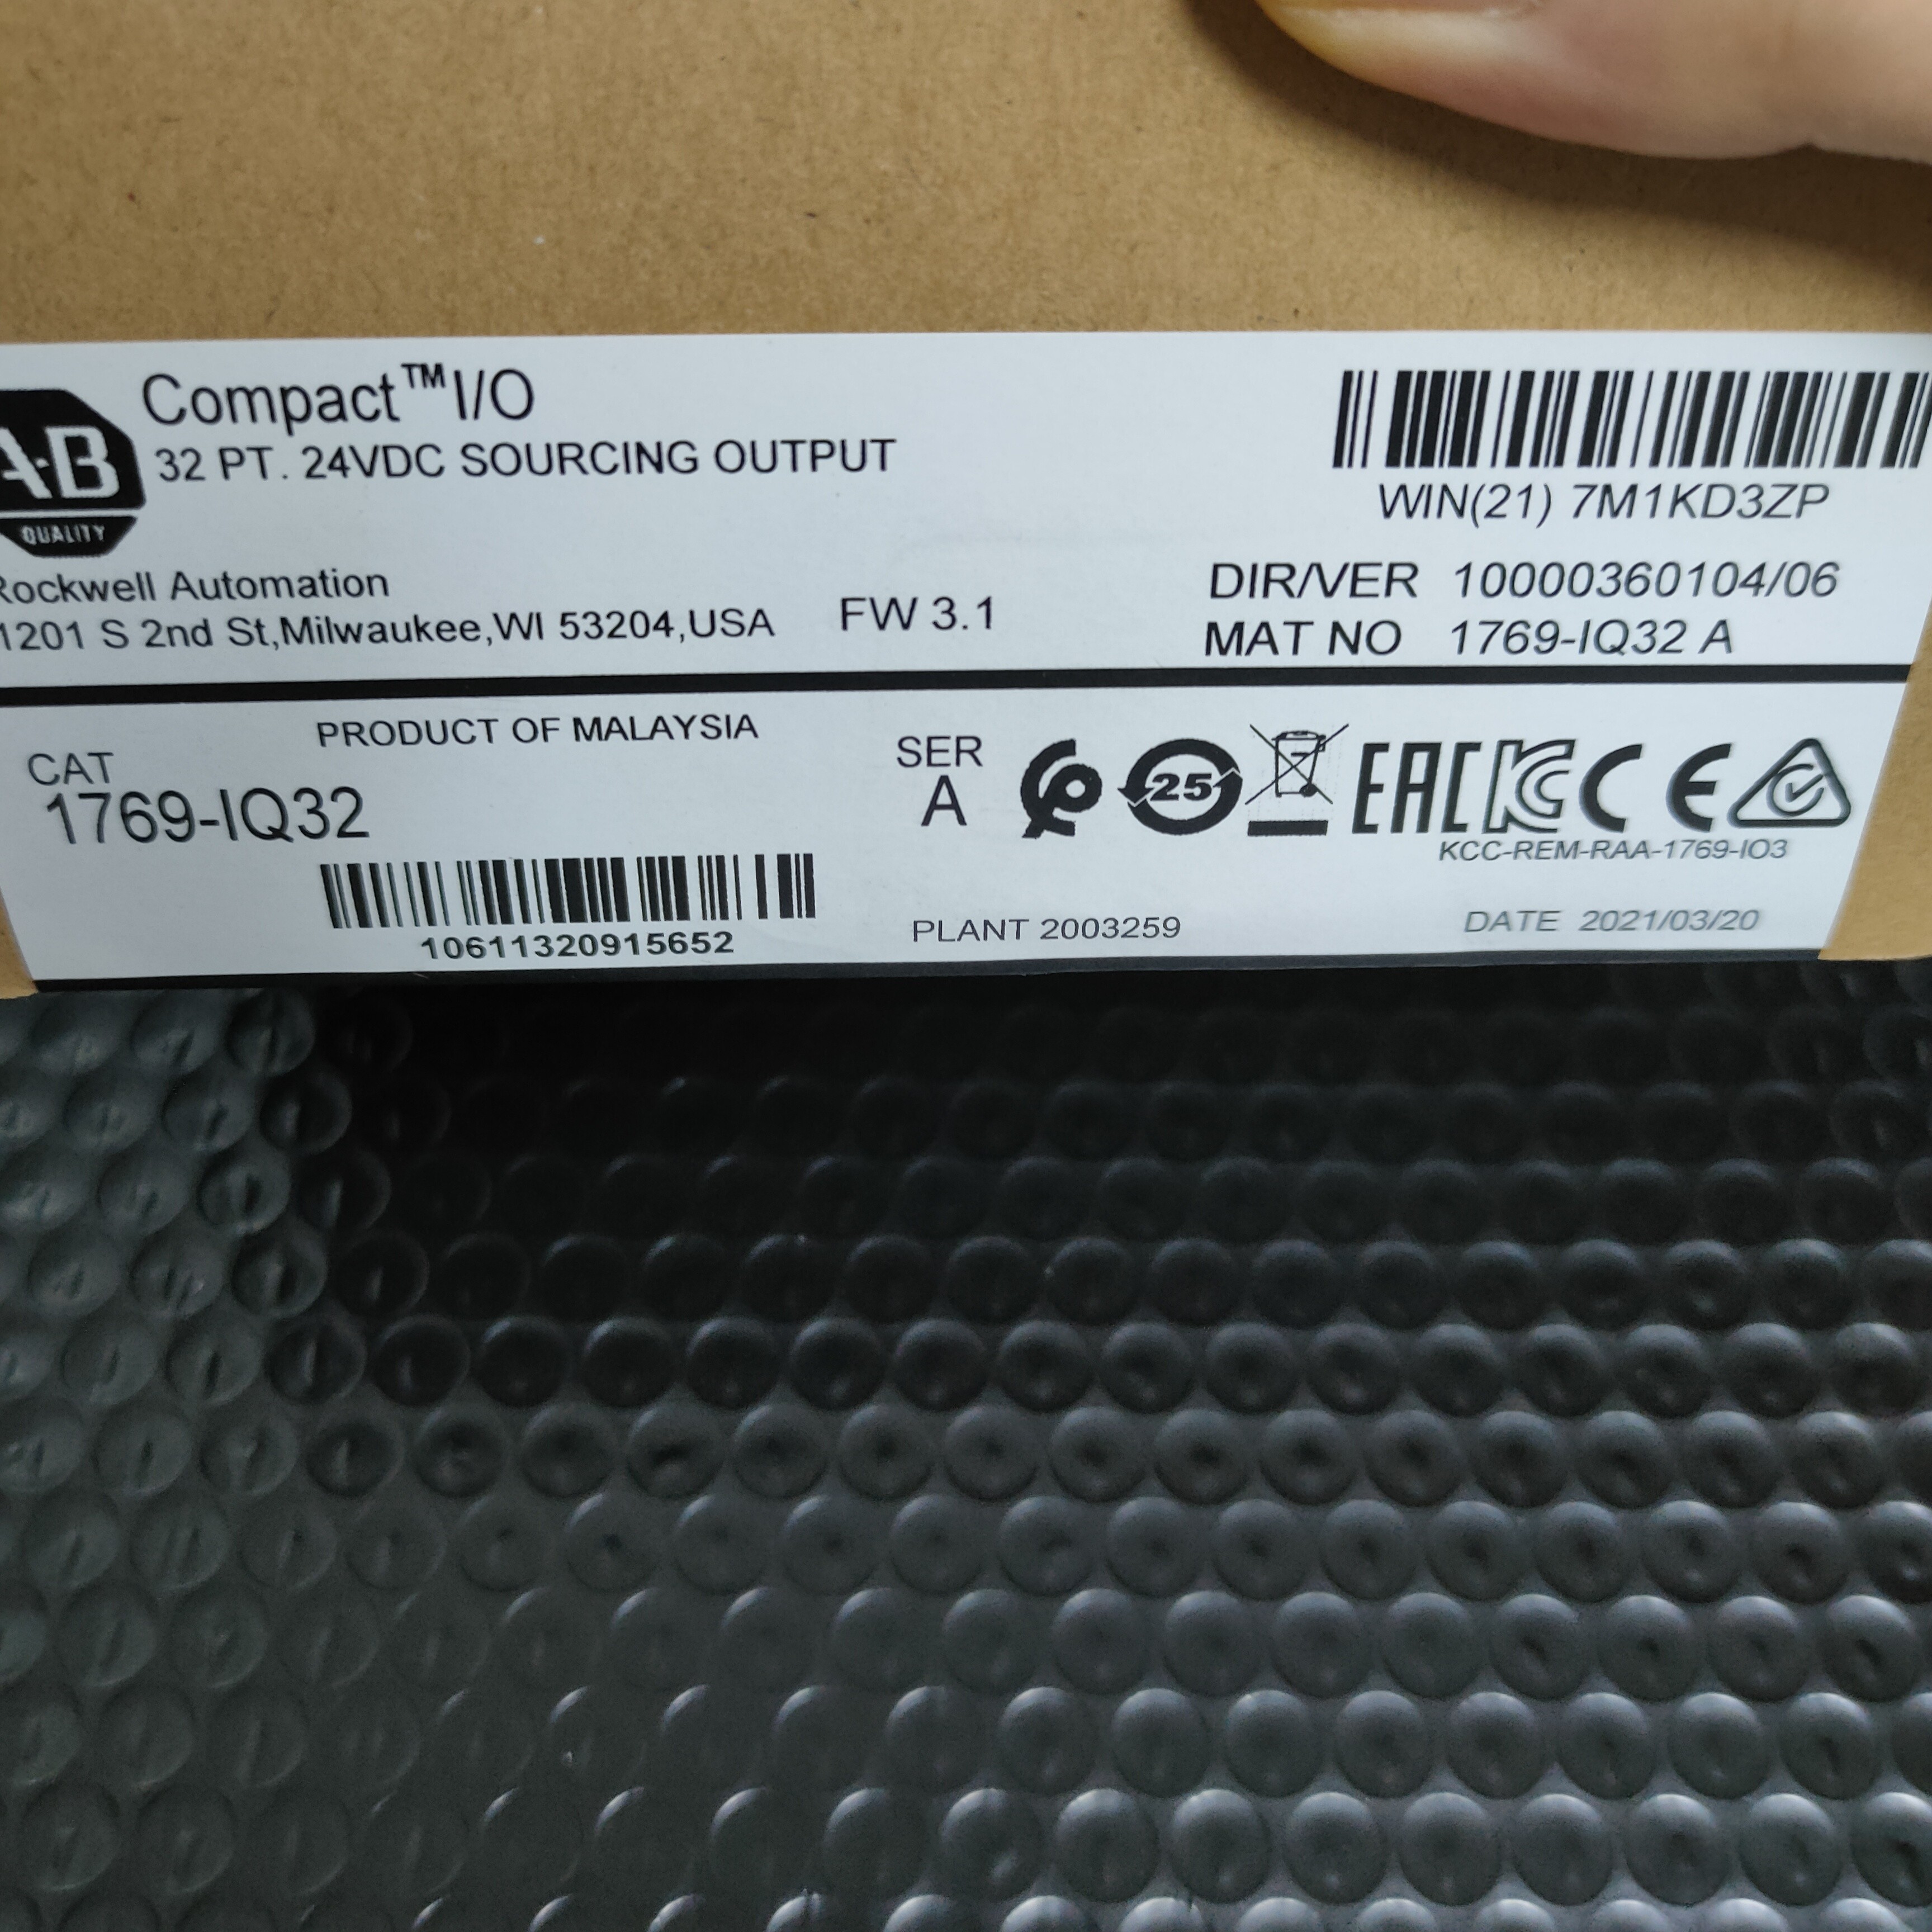 Compact™I/O
32 PT. 24VDC SOURCING OUTPUT
A-B
QUALITY
Rockwell Automation
1201 S 2nd St,Milwaukee,WI 53204,USA
FW 3.1
WIN(21) 7M1KD3ZP
DIR/VER 10000360104/06
MAT NO 1769-IQ32 A
PRODUCT OF MALAYSIA
CAT
1769-IQ32
10611320915652
SER
A
25
EAC
KC
CE
KCC-REM-RAA-1769-IO3
PLANT 2003259
DATE 2021/03/20